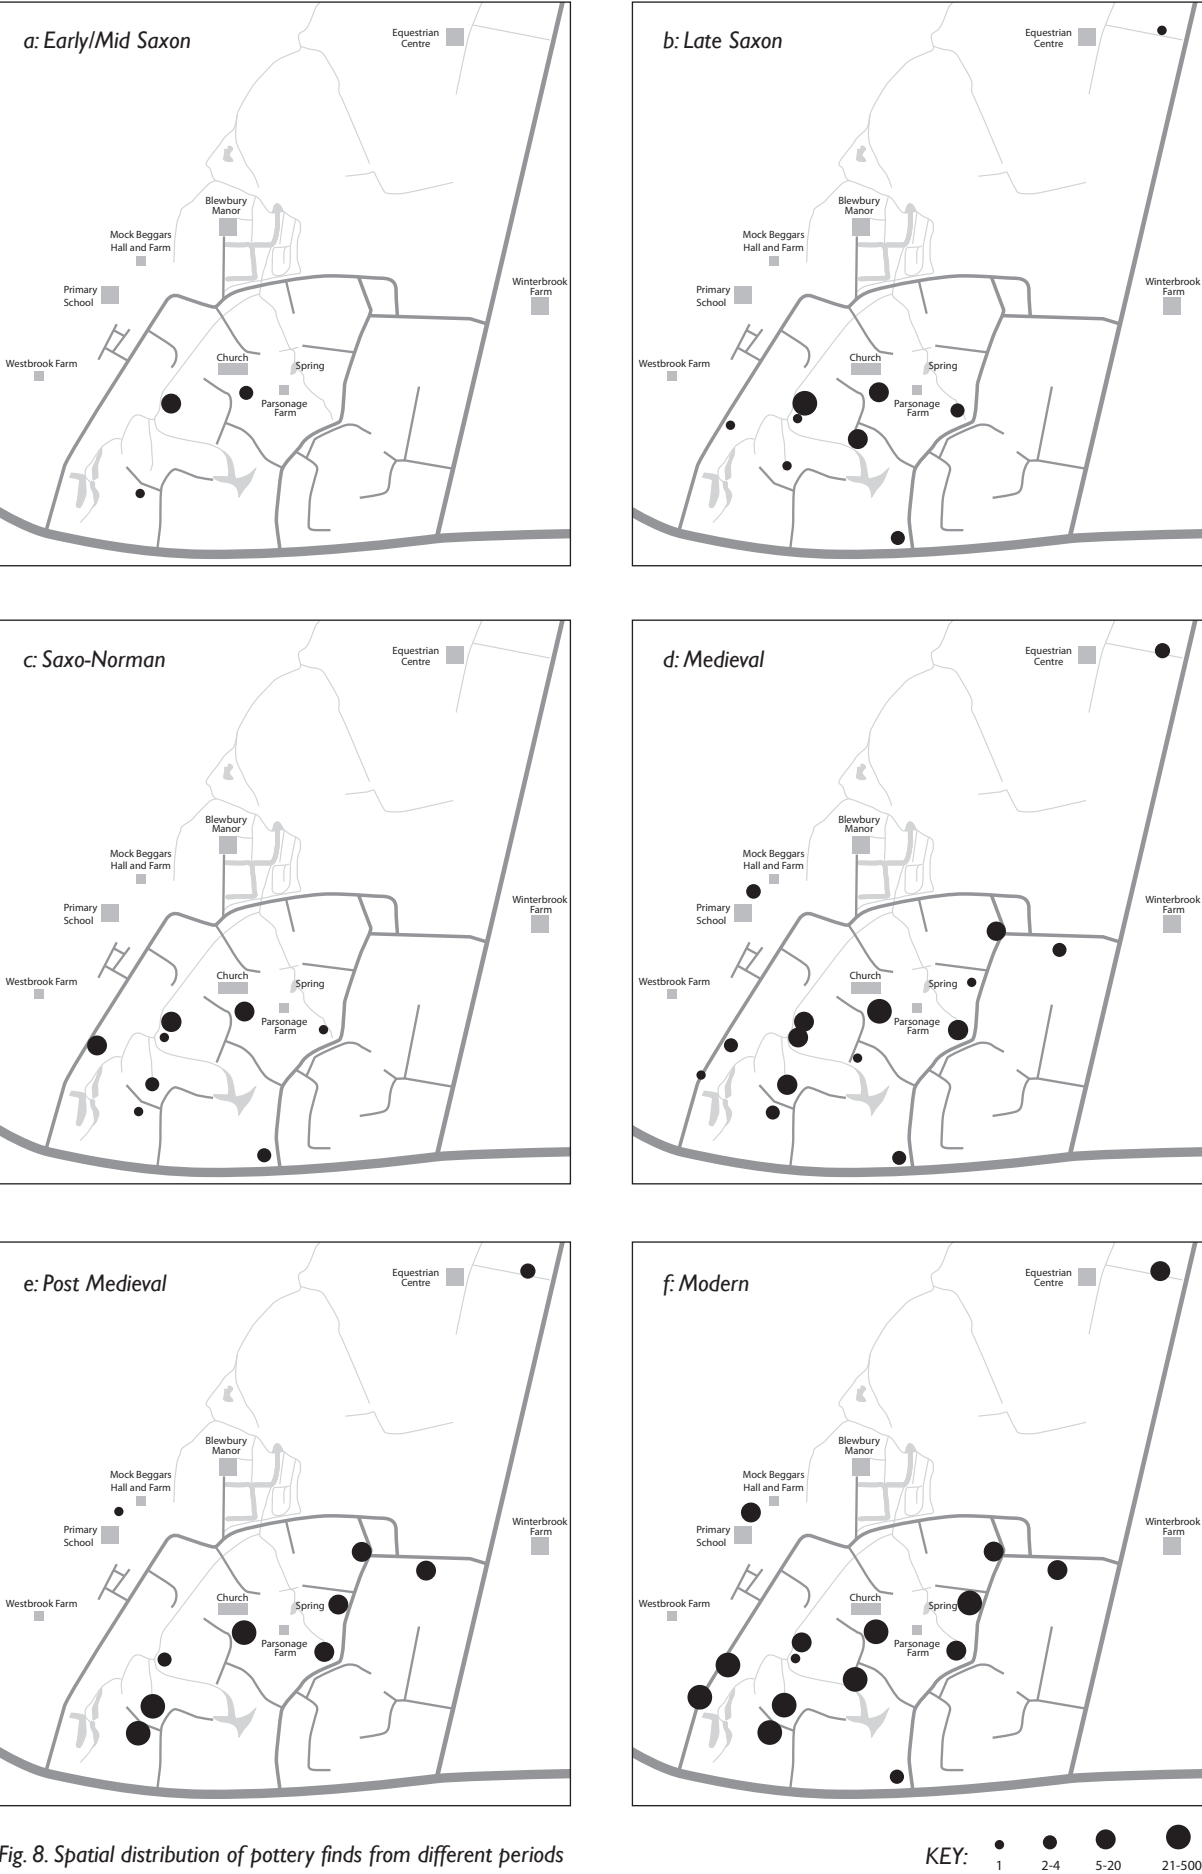 a: Early/Mid Saxon
Equestrian
Centre
Blewbury
Manor
Mock Beggars
Hall and Farm
Primary
School
Winterbrook
Farm
Westbrook Farm
Church
Spring
Parsonage
Farm
b: Late Saxon
Equestrian
Centre
Blewbury
Manor
Mock Beggars
Hall and Farm
Primary
School
Winterbrook
Farm
Westbrook Farm
Church
Spring
Parsonage
Farm
c: Saxo-Norman
Equestrian
Centre
Blewbury
Manor
Mock Beggars
Hall and Farm
Primary
School
Winterbrook
Farm
Westbrook Farm
Church
Spring
Parsonage
Farm
d: Medieval
Equestrian
Centre
Blewbury
Manor
Mock Beggars
Hall and Farm
Primary
School
Winterbrook
Farm
Westbrook Farm
Church
Spring
Parsonage
Farm
e: Post Medieval
Equestrian
Centre
Blewbury
Manor
Mock Beggars
Hall and Farm
Primary
School
Winterbrook
Farm
Westbrook Farm
Church
Spring
Parsonage
Farm
f: Modern
Equestrian
Centre
Blewbury
Manor
Mock Beggars
Hall and Farm
Primary
School
Winterbrook
Farm
Westbrook Farm
Church
Spring
Parsonage
Farm
Fig. 8. Spatial distribution of pottery finds from different periods
KEY:
1 2-4 5-20 21-500